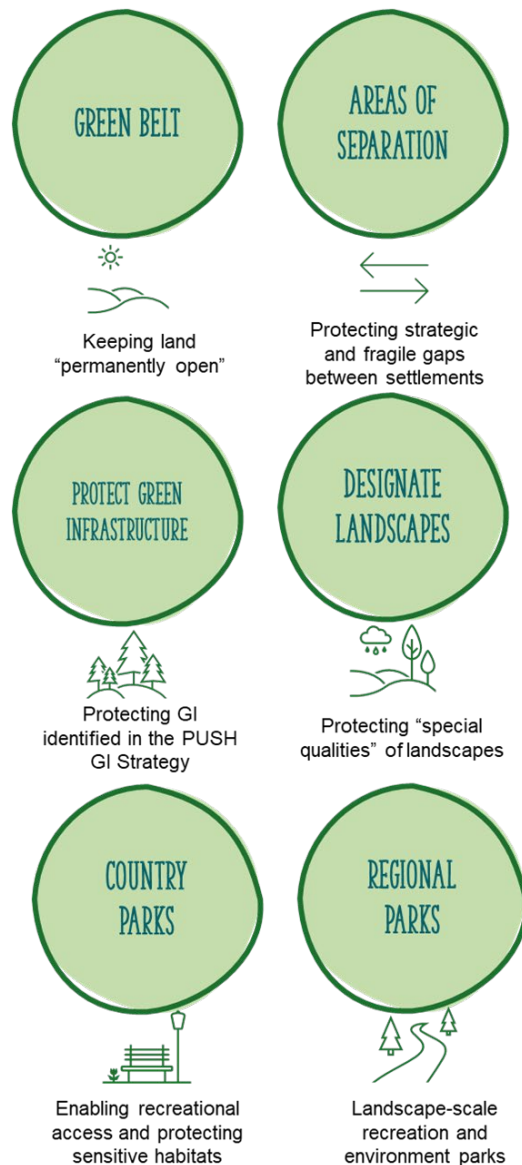 GREEN BELT
AREAS OF
SEPARATION
Keeping land
“permanently open”
Protecting strategic
and fragile gaps
between settlements
PROTECT GREEN
INFRASTRUCTURE
DESIGNATE
LANDSCAPES
Protecting GI
identified in the PUSH
GI Strategy
Protecting “special
qualities” of landscapes
COUNTRY
PARKS
REGIONAL
PARKS
Enabling recreational
access and protecting
sensitive habitats
Landscape-scale
recreation and
environment parks